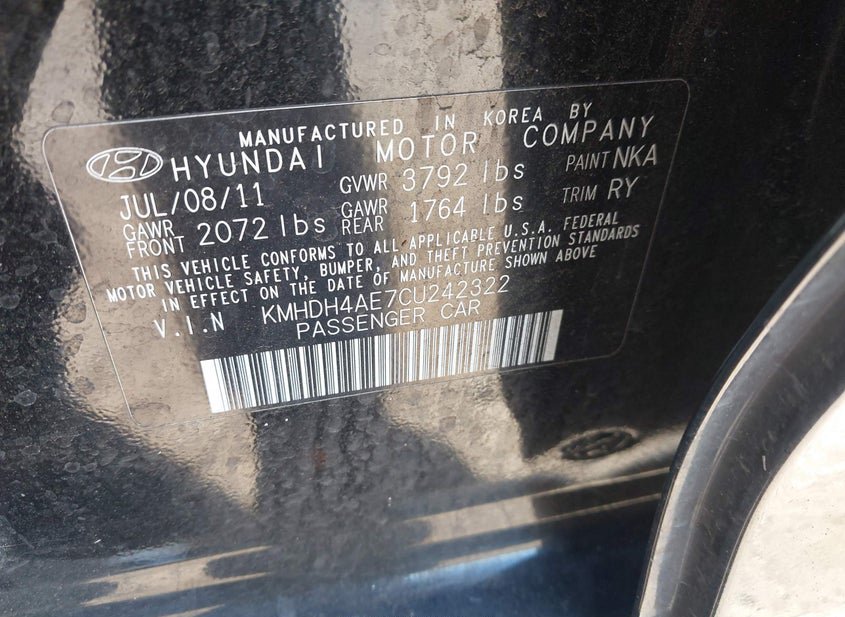 MANUFACTURED IN KOREA BY
HYUNDAI MOTOR COMPANY
JUL/08/11 GVWR 3792 lbs PAINT NKA
GAWR FRONT 2072 lbs GAWR REAR 1764 lbs TRIM RY
THIS VEHICLE CONFORMS TO ALL APPLICABLE U.S.A. FEDERAL
MOTOR VEHICLE SAFETY, BUMPER, AND THEFT PREVENTION STANDARDS
IN EFFECT ON THE DATE OF MANUFACTURE SHOWN ABOVE
V.I.N KMHDH4AE7CU242322
PASSENGER CAR